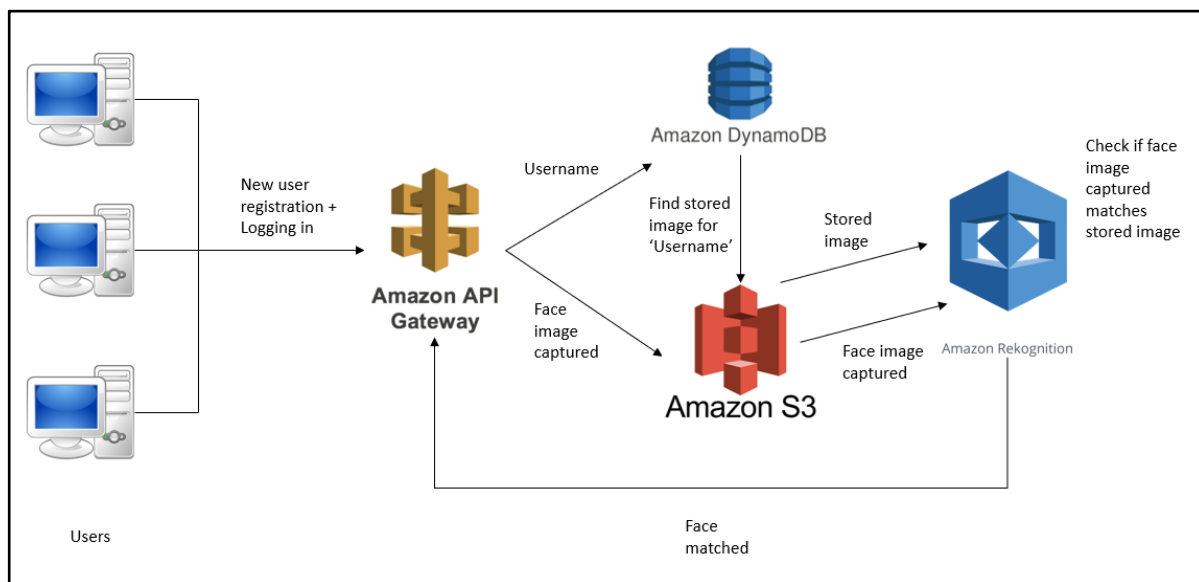 Users
New user
registration +
Logging in
Amazon API
Gateway
Username
Face
image
captured
Amazon DynamoDB
Find stored
image for
‘Username’
Amazon S3
Stored
image
Face image
captured
Amazon Rekognition
Check if face
image
captured
matches
stored image
Face
matched